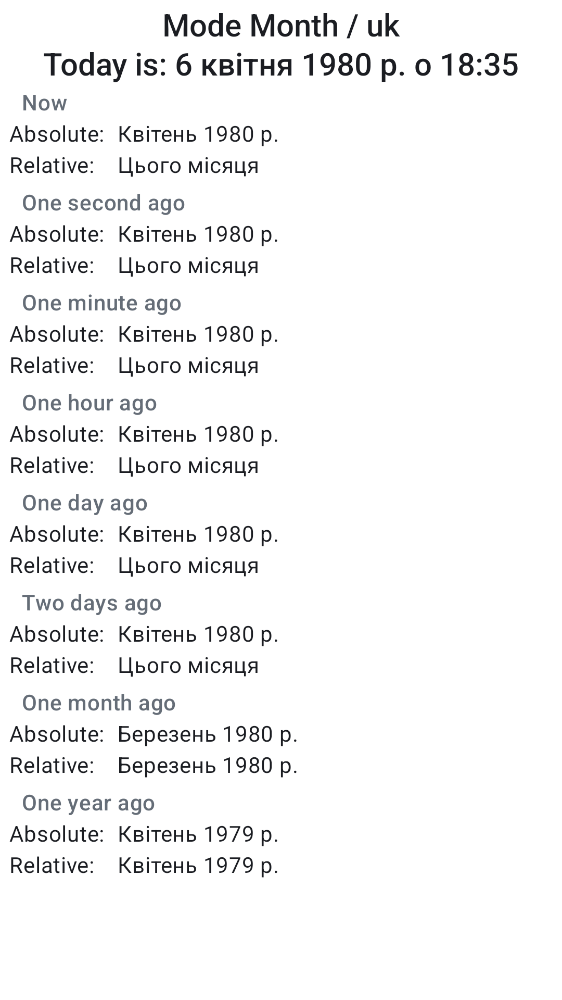 Mode Month / uk
Today is: 6 квітня 1980 р. о 18:35
Now
Absolute: Квітень 1980 р.
Relative: Цього місяця
One second ago
Absolute: Квітень 1980 р.
Relative: Цього місяця
One minute ago
Absolute: Квітень 1980 р.
Relative: Цього місяця
One hour ago
Absolute: Квітень 1980 р.
Relative: Цього місяця
One day ago
Absolute: Квітень 1980 р.
Relative: Цього місяця
Two days ago
Absolute: Квітень 1980 р.
Relative: Цього місяця
One month ago
Absolute: Березень 1980 р.
Relative: Березень 1980 р.
One year ago
Absolute: Квітень 1979 р.
Relative: Квітень 1979 р.